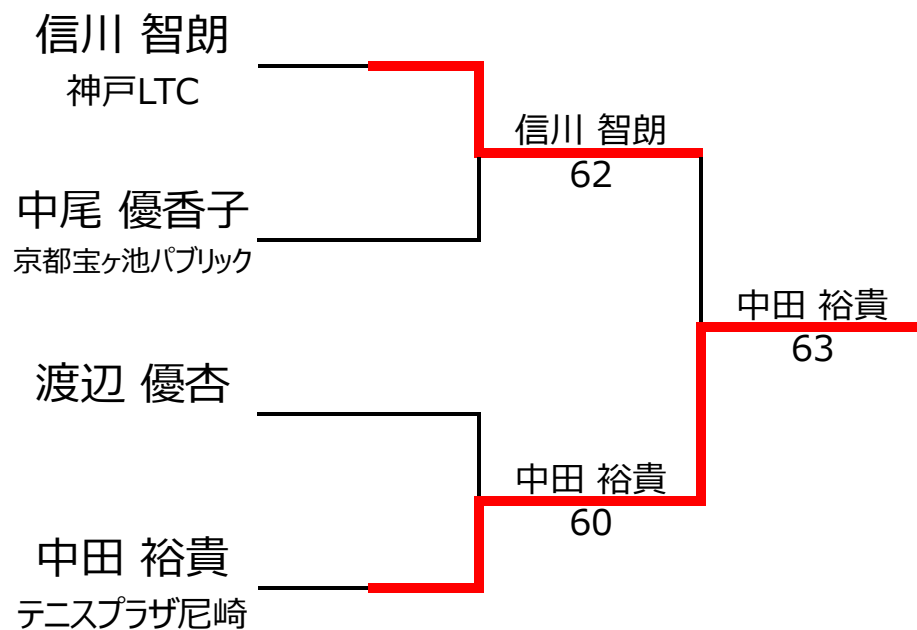 信川 智朗
神戸LTC
信川 智朗
62
中尾 優香子
京都宝ヶ池パブリック
中田 裕貴
63
渡辺 優杏
中田 裕貴
60
中田 裕貴
テニスプラザ尼崎